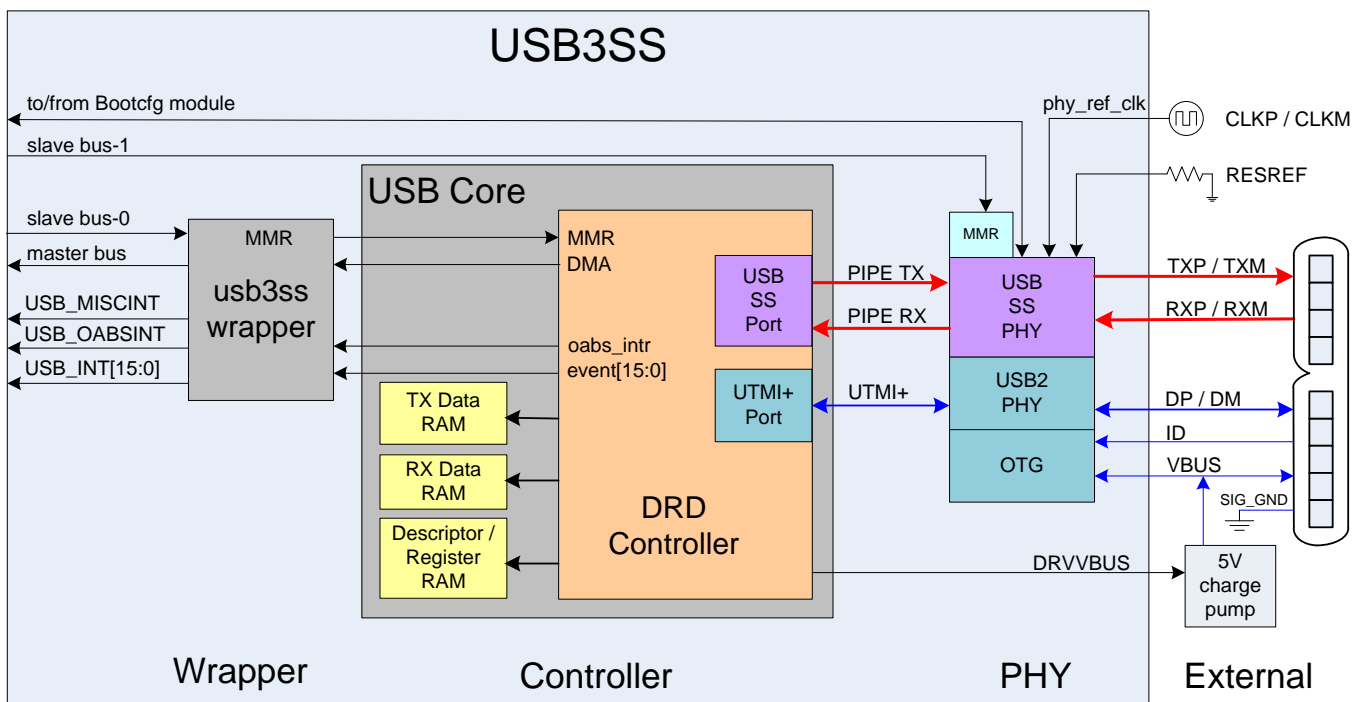 USB3SS
to/from Bootcfg module
phy_ref_clk
CLKP / CLKM
slave bus-1
RESREF
USB Core
slave bus-0
MMR
master bus
usb3ss
wrapper
USB_MISCINT
USB_OABSINT
USB_INT[15:0]
MMR
DMA
oabs_intr
event[15:0]
USB
SS
Port
UTMI+
Port
DRD
Controller
TX Data
RAM
RX Data
RAM
Descriptor /
Register
RAM
PIPE TX
PIPE RX
UTMI+
MMR
USB
SS
PHY
USB2
PHY
OTG
TXP / TXM
RXP / RXM
DP / DM
ID
VBUS
SIG_GND
DRVVBUS
5V
charge
pump
Wrapper
Controller
PHY
External